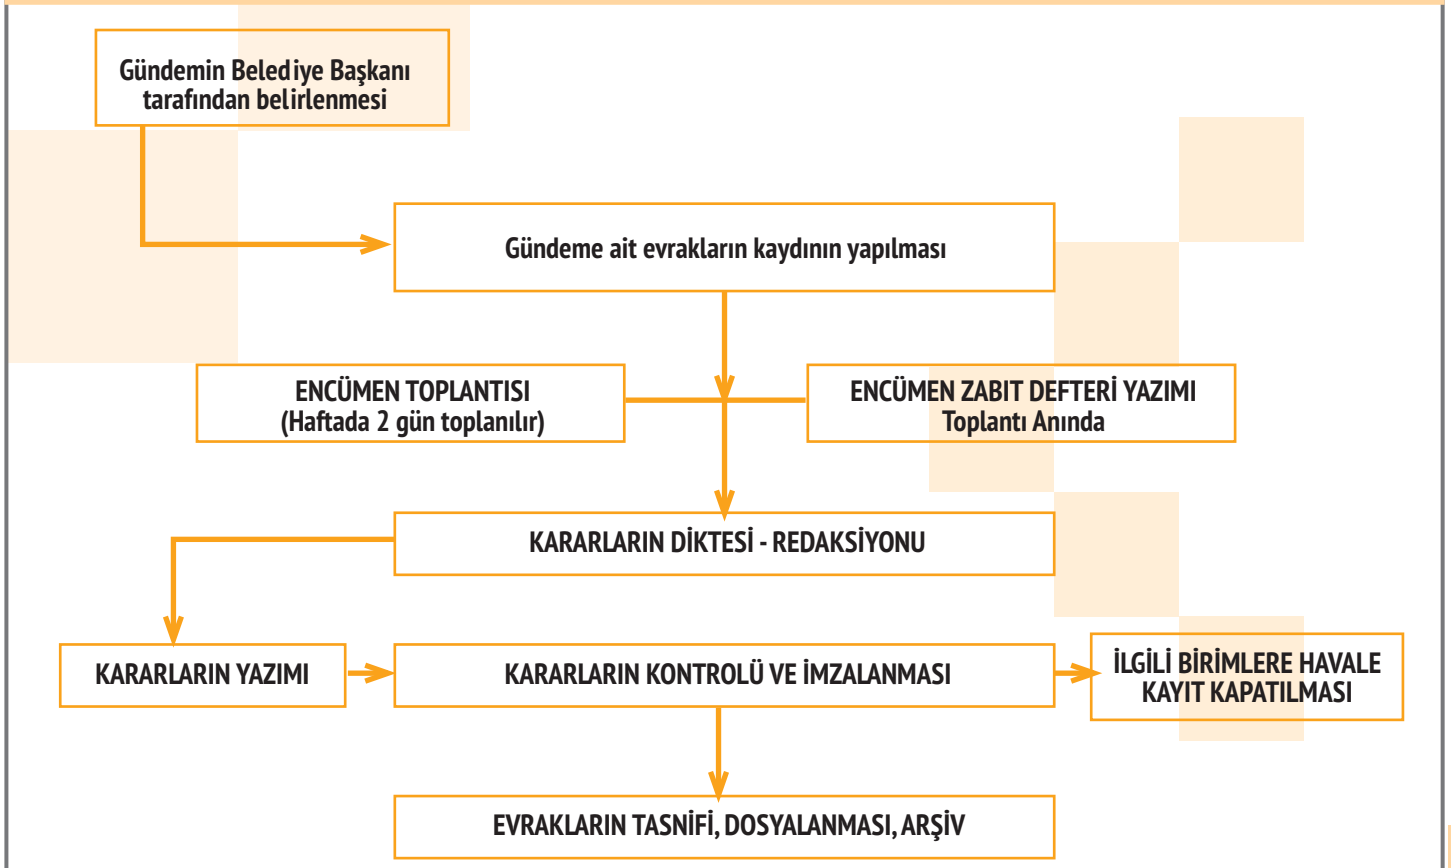 Gündemin Belediye Başkanı
tarafından belirlenmesi
Gündeme ait evrakların kaydının yapılması
ENCÜMEN TOPLANTISI
(Haftada 2 gün toplanılır)
ENCÜMEN ZABIT DEFTERİ YAZIMI
Toplantı Anında
KARARLARIN DİKTESİ - REDAKSİYONU
KARARLARIN YAZIMI
KARARLARIN KONTROLÜ VE İMZALANMASI
İLGİLİ BİRİMLERE HAVALE
KAYIT KAPATILMASI
EVRAKLARIN TASNİFİ, DOSYALANMASI, ARŞİV